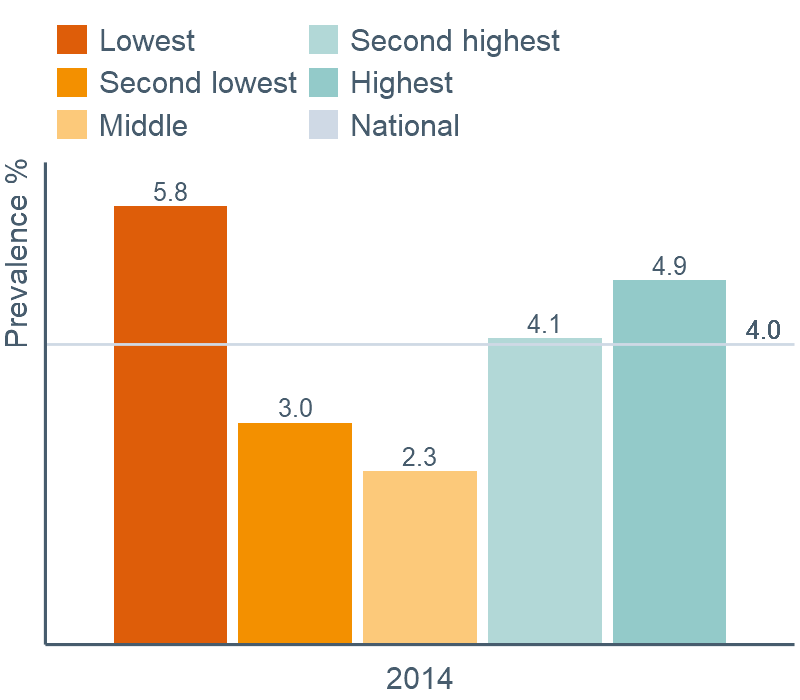 Lowest
Second lowest
Middle
Second highest
Highest
National
Prevalence %
5.8
3.0
2.3
4.1
4.9
4.0
2014